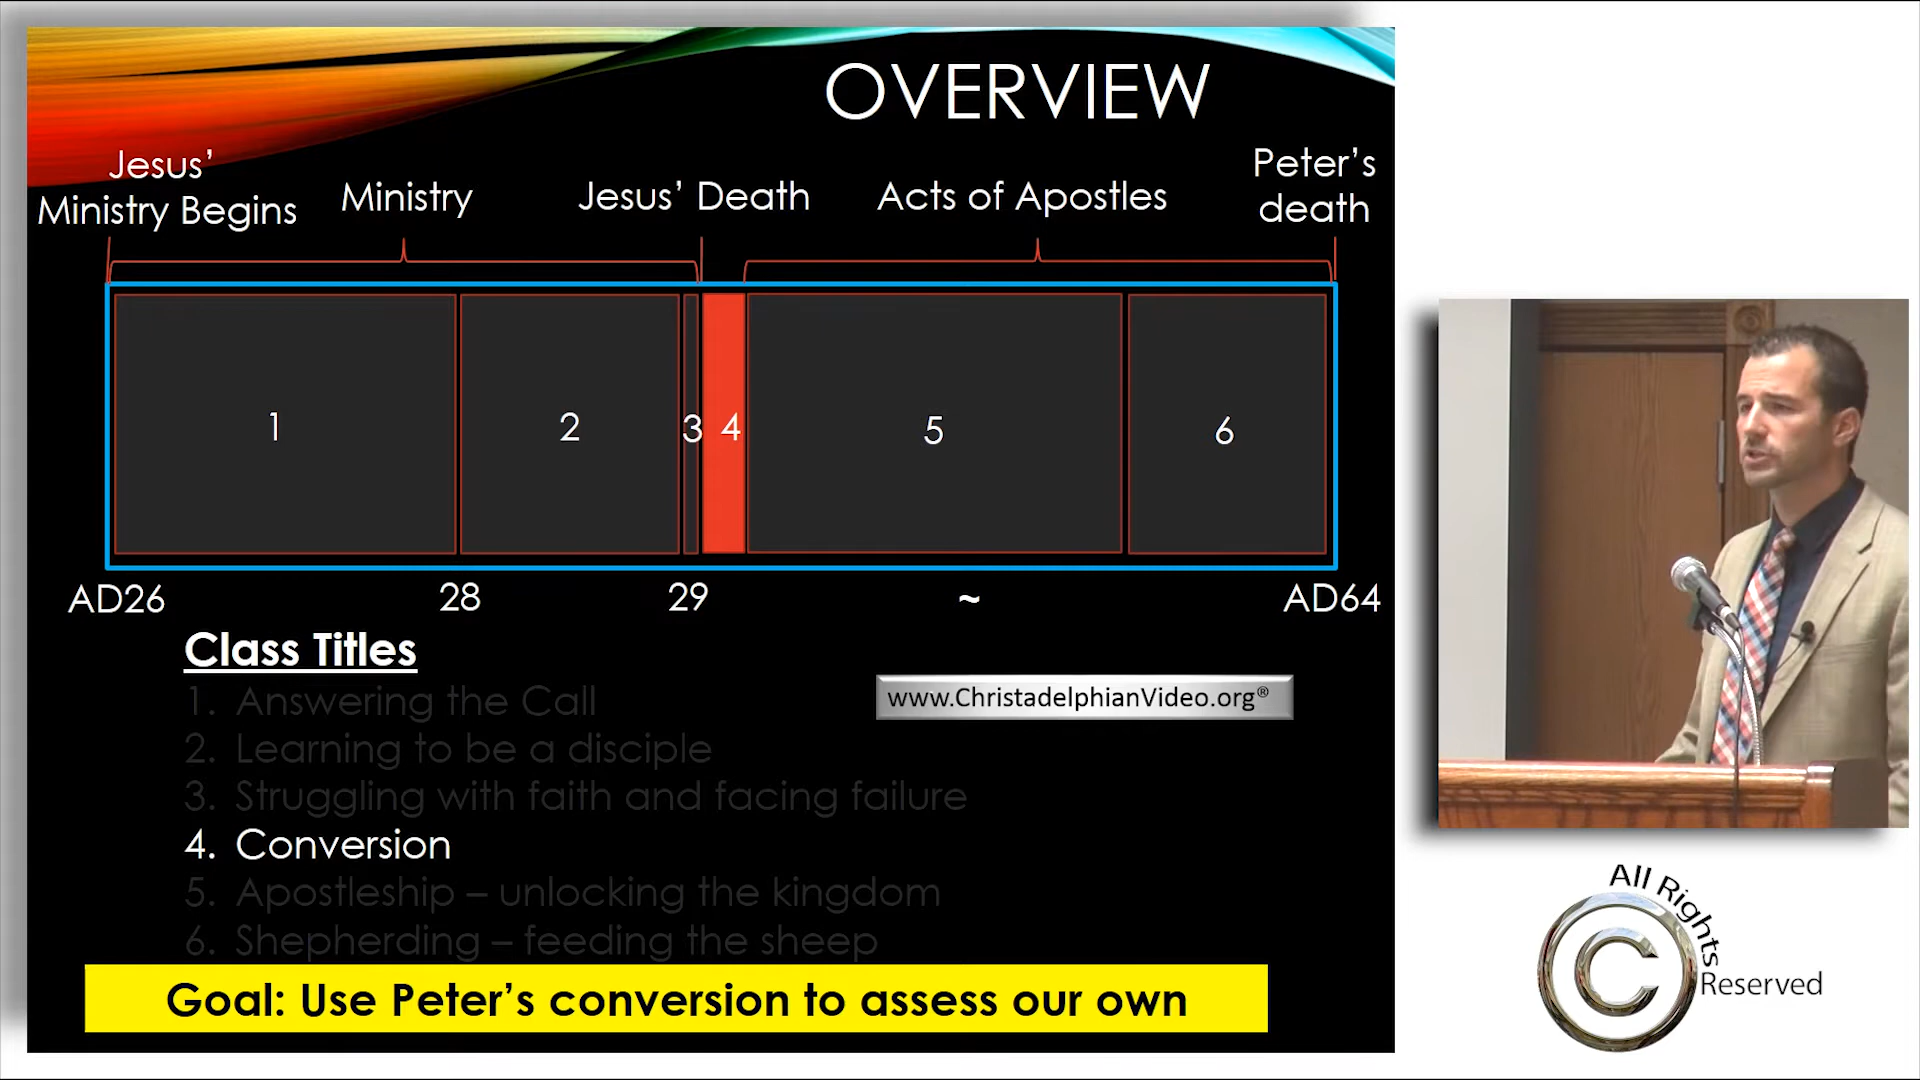 OVERVIEW
Jesus’
Ministry Begins
Ministry
Jesus’ Death
Acts of Apostles
Peter’s
death
1
2
3
4
5
6
AD26
28
29
~
AD64
Class Titles
1. Answering the Call
2. Learning to be a disciple
3. Struggling with faith and facing failure
4. Conversion
5. Apostleship – unlocking the kingdom
6. Shepherding – feeding the sheep
www.ChristadelphianVideo.org®
Goal: Use Peter’s conversion to assess our own
All Rights
Reserved
C